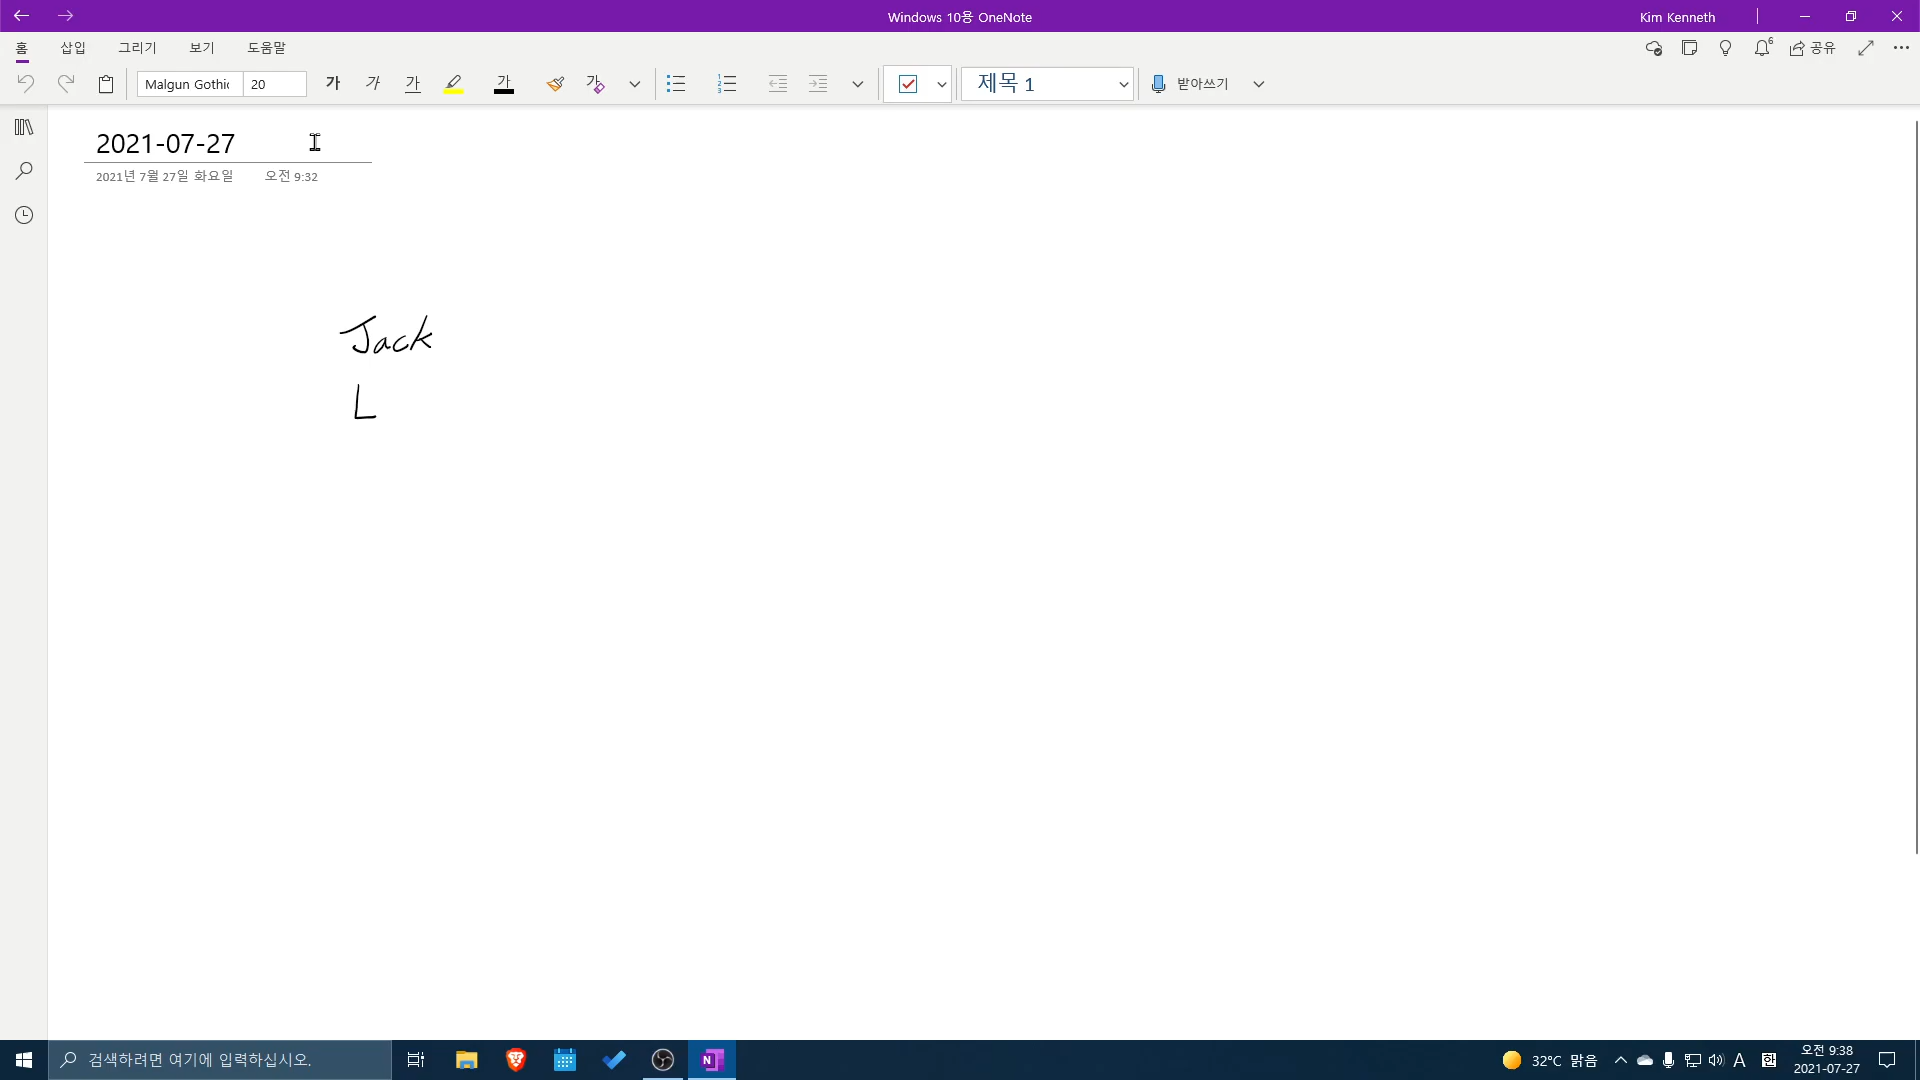 Windows 10용 OneNote
Kim Kenneth
홈 삽입 그리기 보기 도움말
6
공유
Malgun Gothic 20 가 가 가 가 가
제목 1
받아쓰기
2021-07-27
2021년 7월 27일 화요일 오전 9:32
Jack
L
검색하려면 여기에 입력하십시오.
N
32°C 맑음
A
한
오전 9:38
2021-07-27